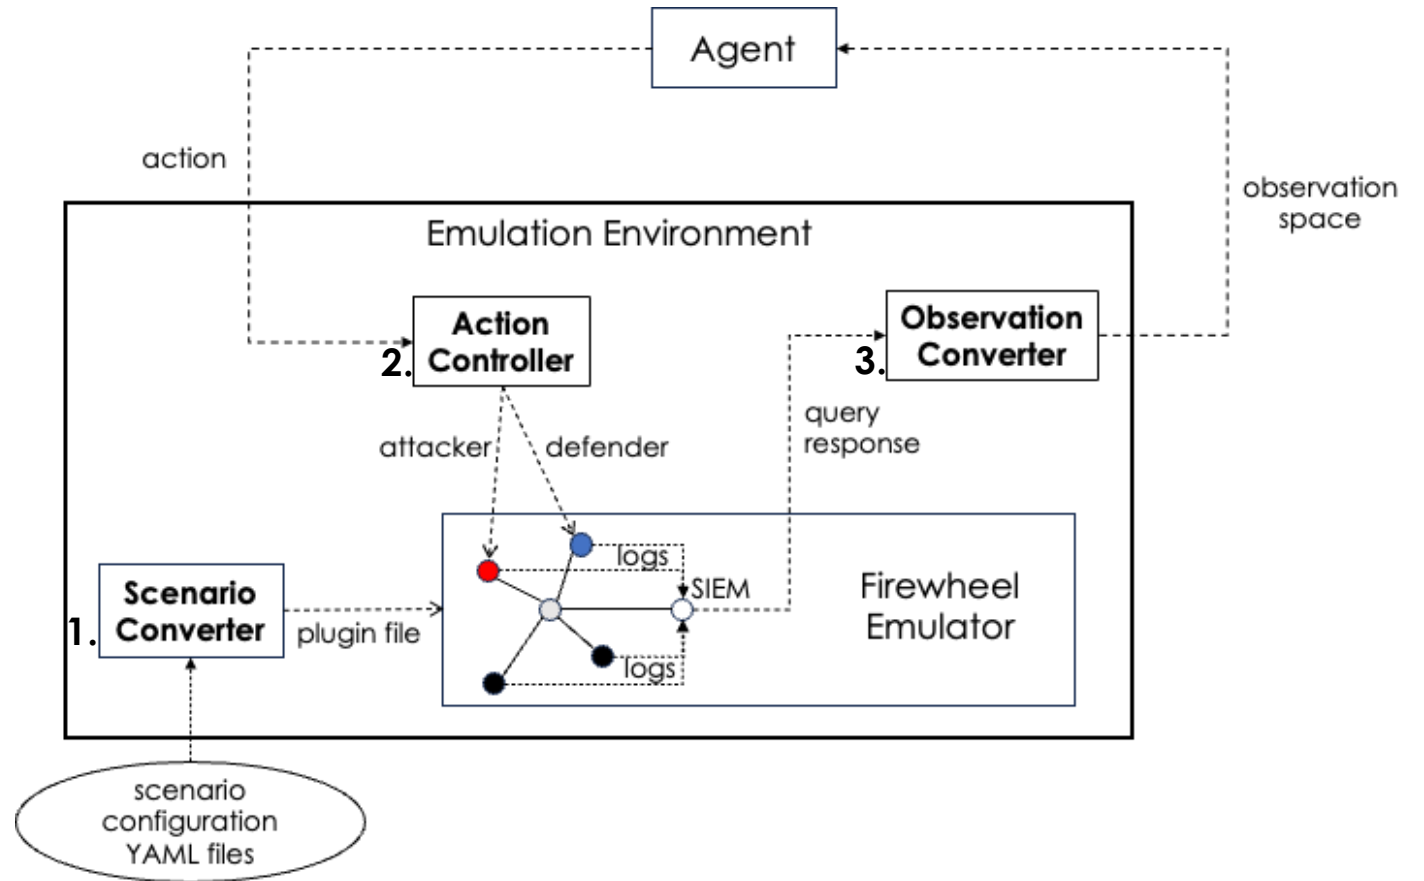 Agent
action
observation
space
Emulation Environment
Action
2. Controller
Observation
3. Converter
attacker
defender
query
response
logs
SIEM
Firewheel
Emulator
Scenario
1. Converter
plugin file
logs
scenario
configuration
YAML files